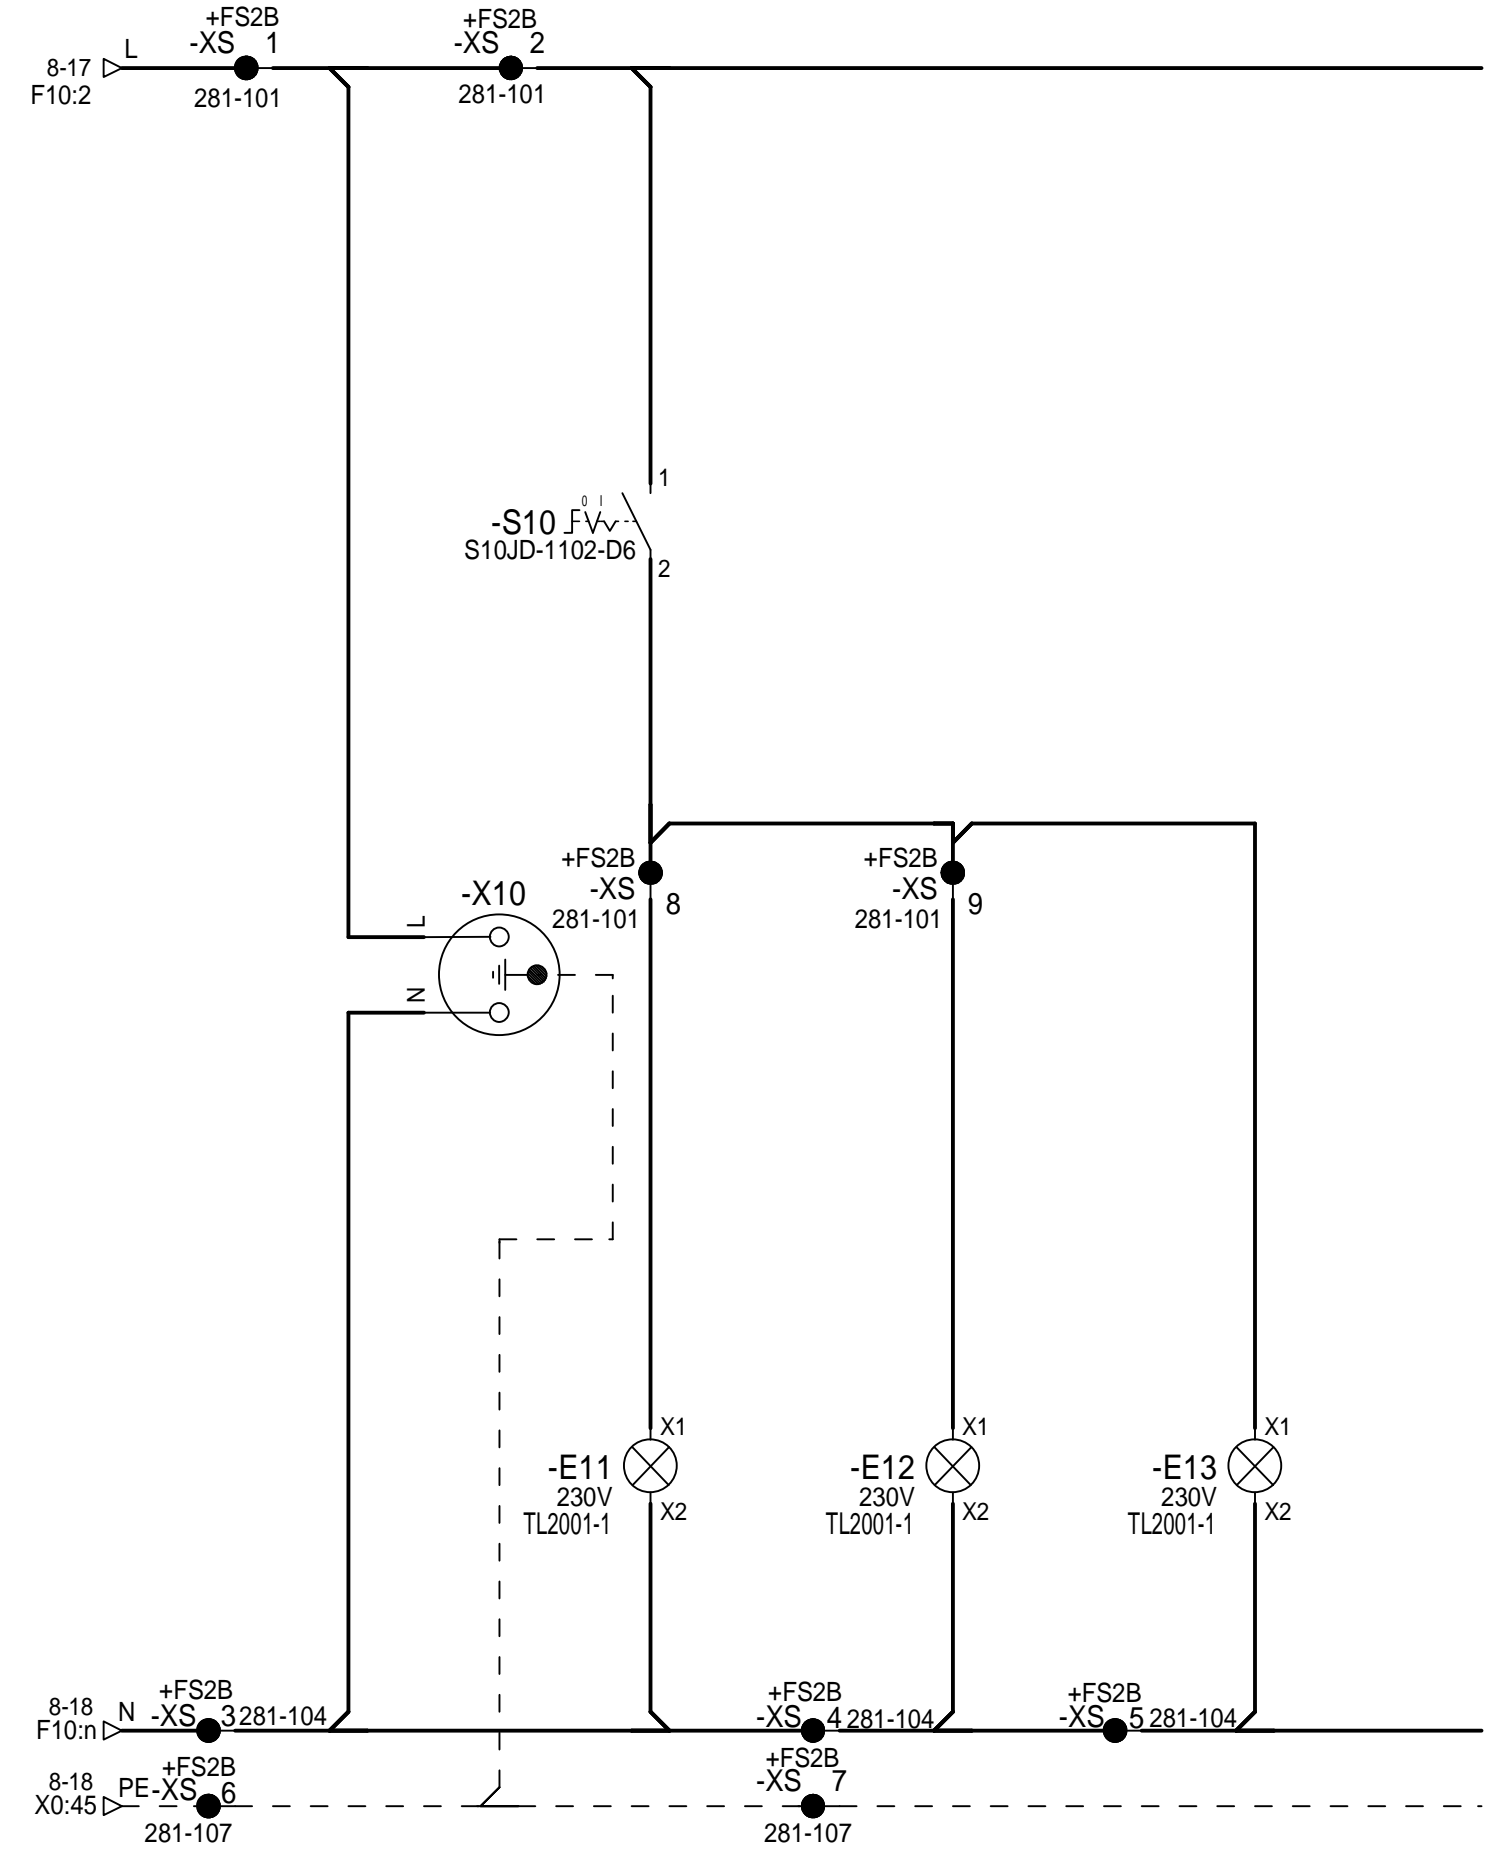 +FS2B
-XS 1
281-101
+FS2B
-XS 2
281-101
L
8-17
F10:2
1
0 I
-S10
S10JD-1102-D6
2
+FS2B
-XS
8
281-101
+FS2B
-XS
9
281-101
-X10
L
N
X1
-E11
230V
TL2001-1
X2
X1
-E12
230V
TL2001-1
X2
X1
-E13
230V
TL2001-1
X2
8-18 N
F10:n
+FS2B
-XS 3 281-104
+FS2B
-XS 4 281-104
+FS2B
-XS 5 281-104
8-18 PE
X0:45
+FS2B
-XS 6
281-107
+FS2B
-XS 7
281-107